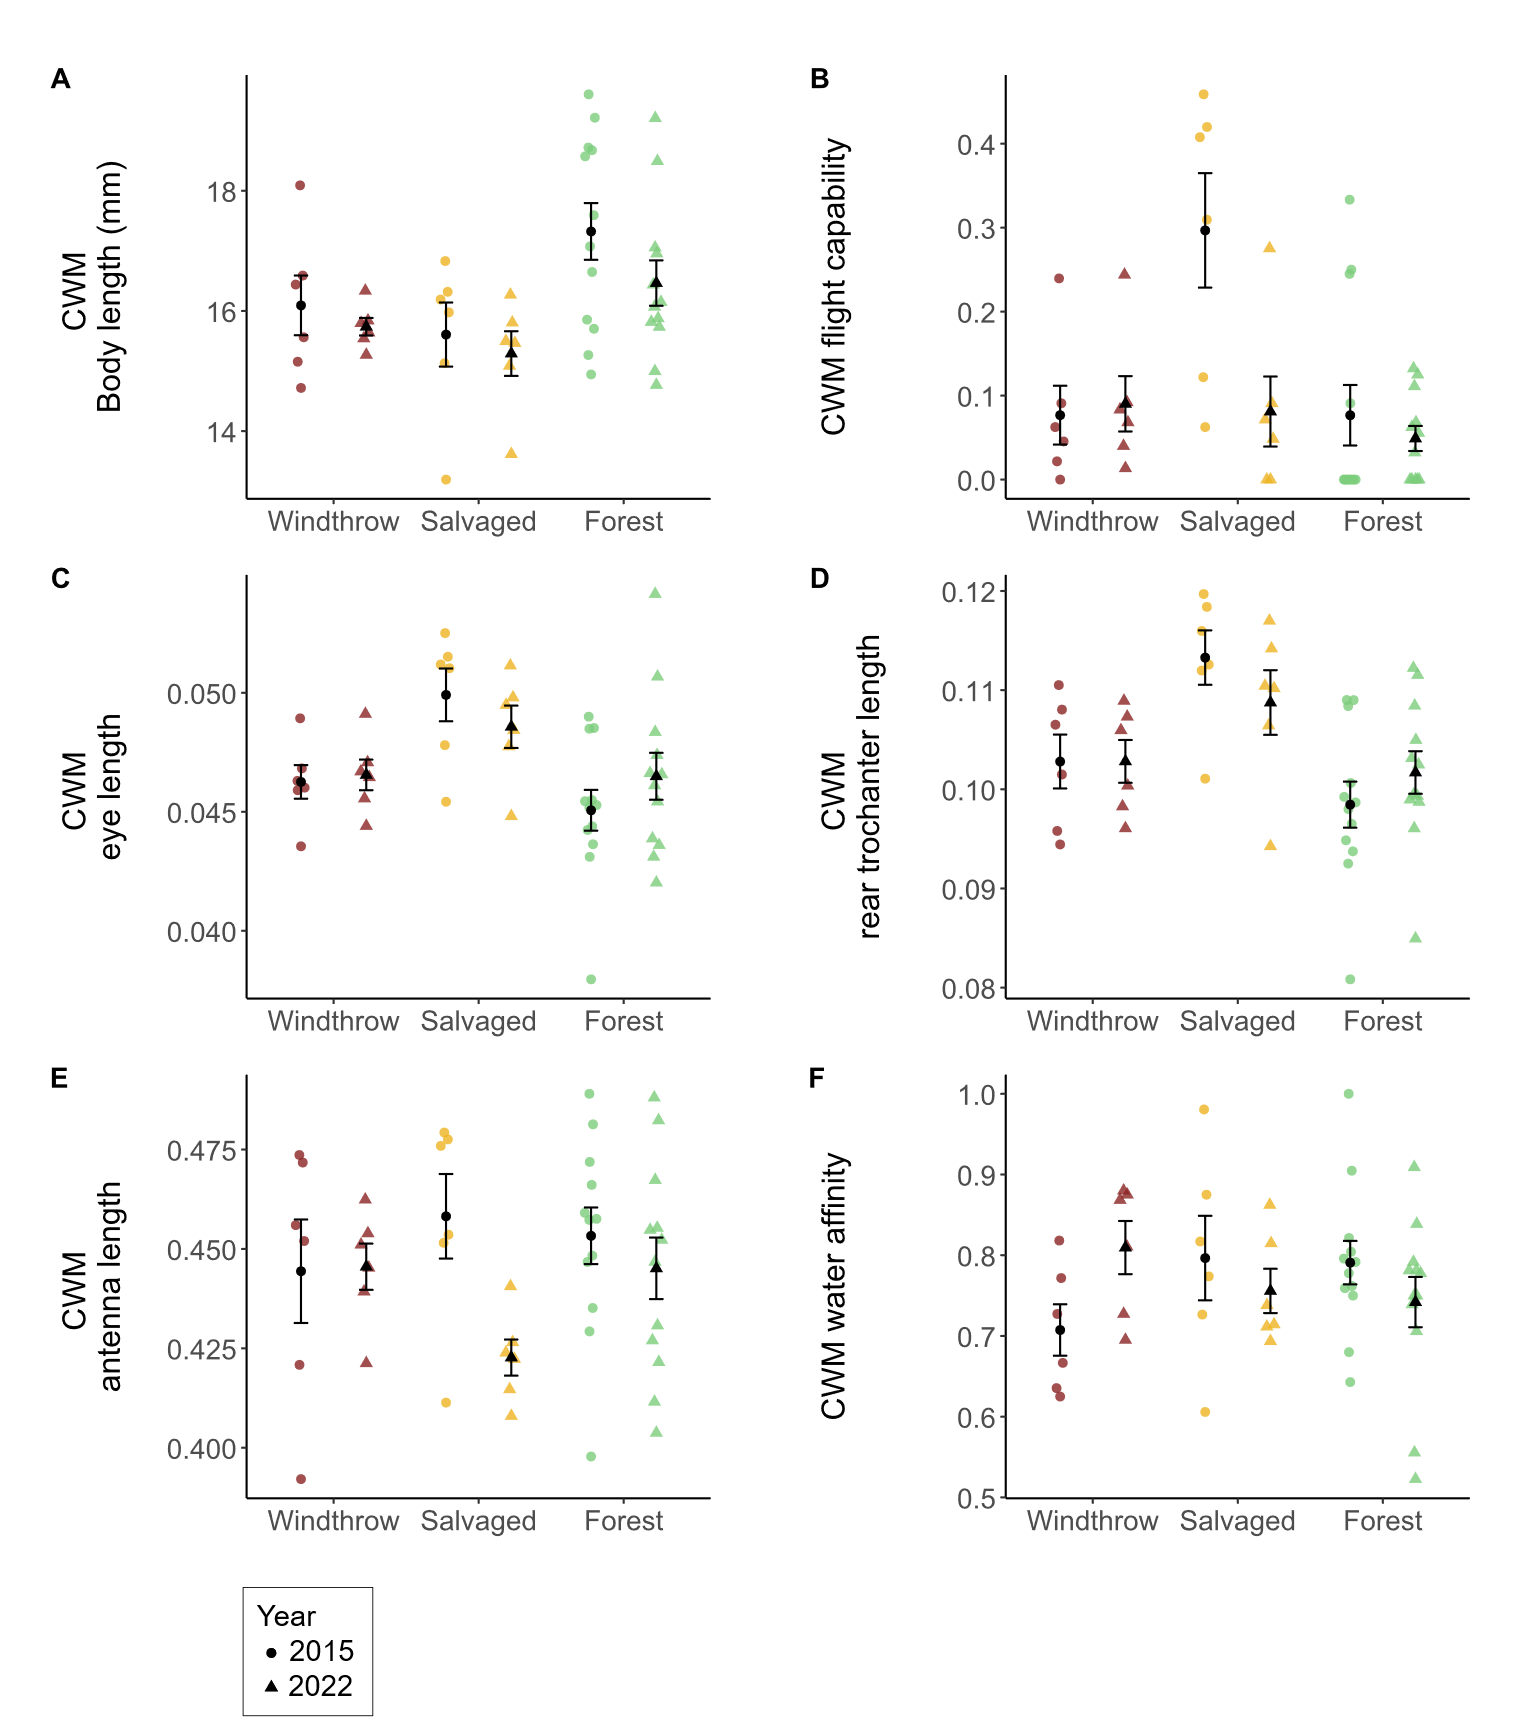 A
CWM
Body length (mm)
18
16
14
Windthrow Salvaged Forest
B
CWM flight capability
0.4
0.3
0.2
0.1
0.0
Windthrow Salvaged Forest
C
CWM
eye length
0.050
0.045
0.040
Windthrow Salvaged Forest
D
CWM
rear trochanter length
0.12
0.11
0.10
0.09
0.08
Windthrow Salvaged Forest
E
CWM
antenna length
0.475
0.450
0.425
0.400
Windthrow Salvaged Forest
F
CWM water affinity
1.0
0.9
0.8
0.7
0.6
0.5
Windthrow Salvaged Forest
Year
2015
2022